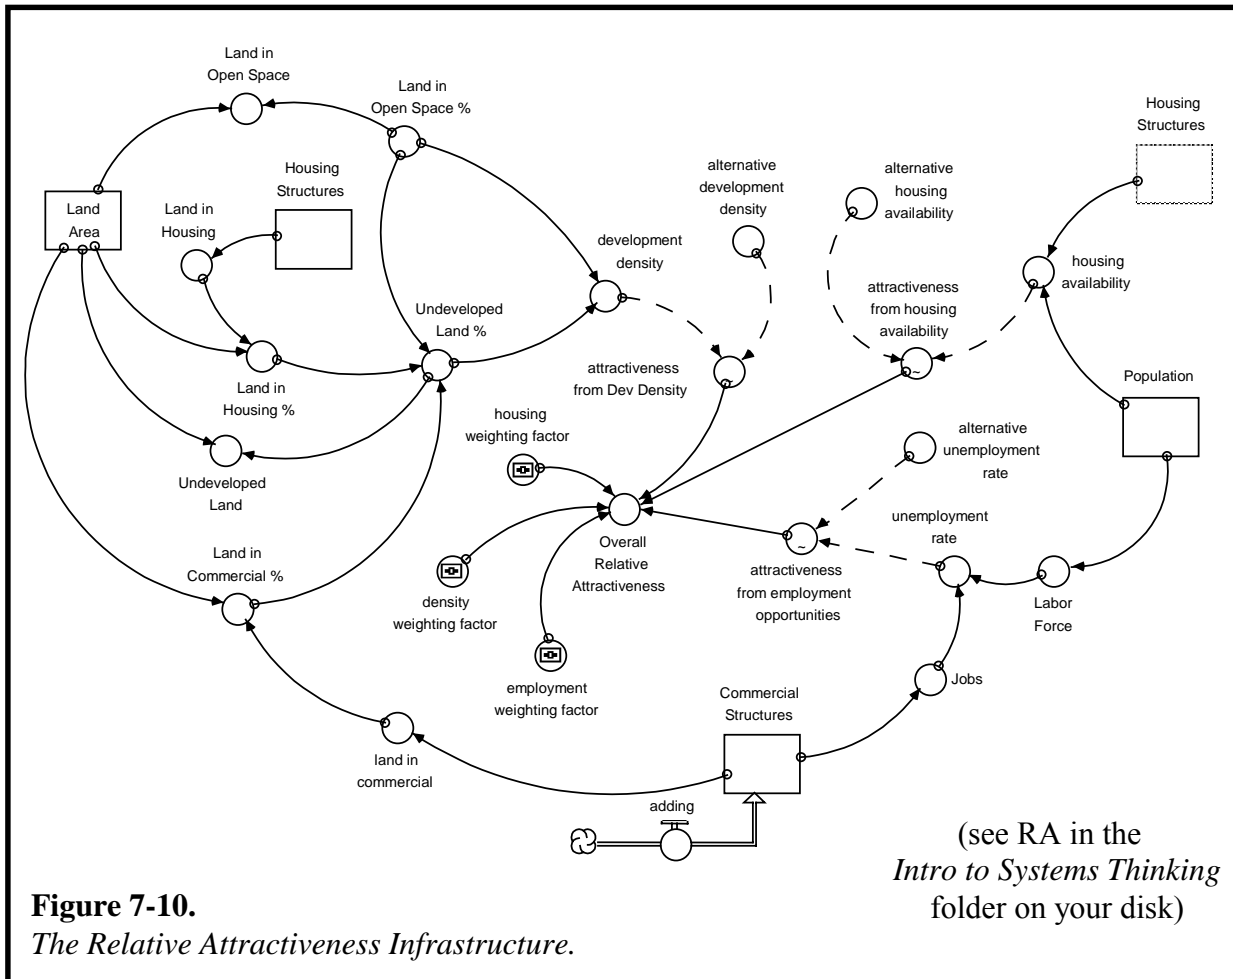 Land in
Open Space
Land in
Open Space %
Housing
Structures
Land
Area
Land in
Housing
Housing
Structures
alternative
development
density
alternative
housing
availability
development
density
housing
availability
attractiveness
from housing
availability
Undeveloped
Land %
attractiveness
from Dev Density
Land in
Housing %
Population
housing
weighting factor
alternative
unemployment
rate
Undeveloped
Land
unemployment
rate
Land in
Commercial %
Overall
Relative
Attractiveness
~
~
~
attractiveness
from employment
opportunities
density
weighting factor
Labor
Force
employment
weighting factor
Commercial
Structures
Jobs
land in
commercial
adding
(see RA in the
Intro to Systems Thinking
folder on your disk)
Figure 7-10.
The Relative Attractiveness Infrastructure.